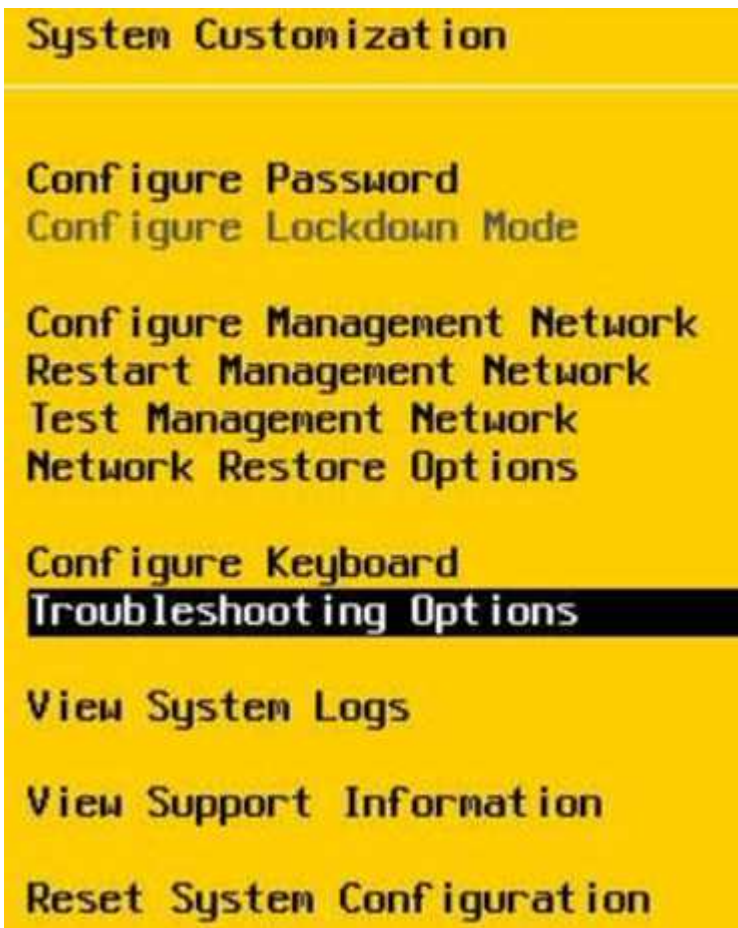 System Customization
Configure Password
Configure Lockdown Mode
Configure Management Network
Restart Management Network
Test Management Network
Network Restore Options
Configure Keyboard
Troubleshooting Options
View System Logs
View Support Information
Reset System Configuration